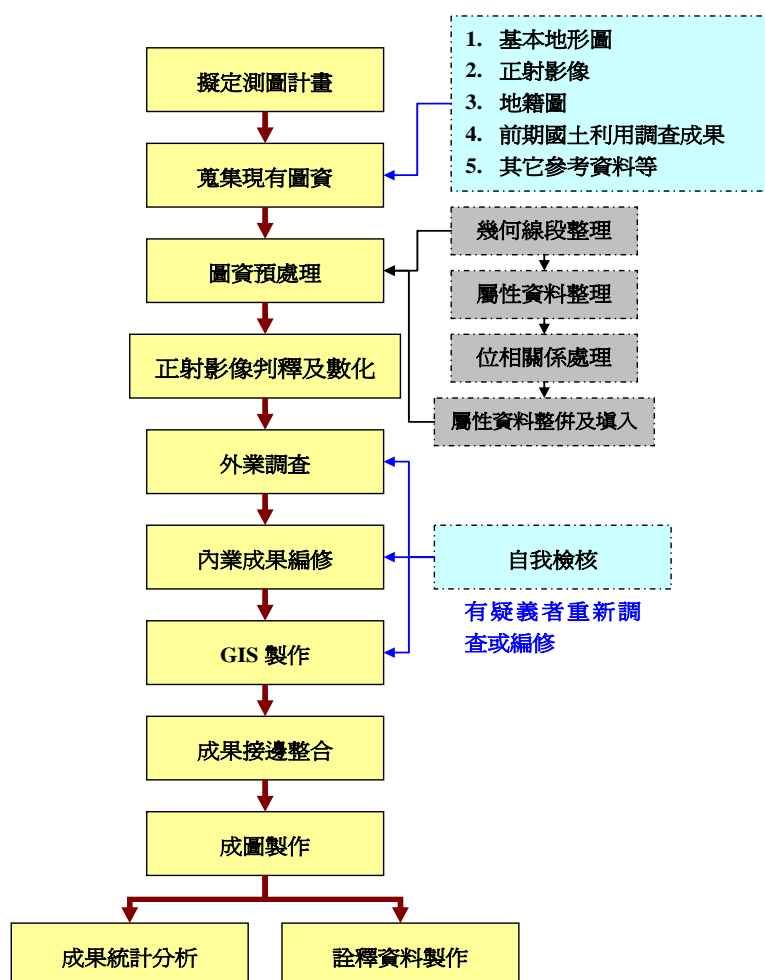 擬定測圖計畫
1. 基本地形圖
2. 正射影像
3. 地籍圖
4. 前期國土利用調查成果
5. 其它參考資料等
蒐集現有圖資
圖資預處理
幾何線段整理
屬性資料整理
位相關係處理
屬性資料整併及填入
正射影像判釋及數化
外業調查
內業成果編修
自我檢核
有疑義者重新調
查或編修
GIS 製作
成果接邊整合
成圖製作
成果統計分析
詮釋資料製作